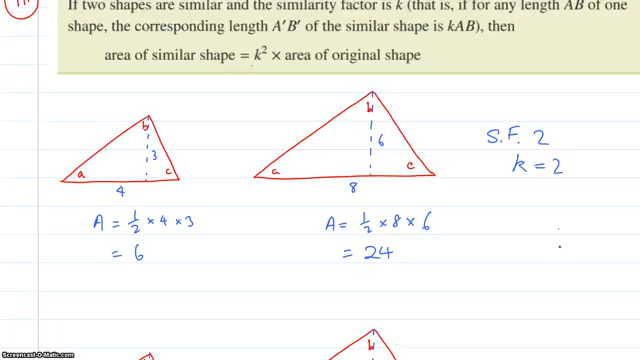 If two shapes are similar and the similarity factor is k (that is, if for any length AB of one
shape, the corresponding length A′B′ of the similar shape is kAB), then
area of similar shape = k² × area of original shape
b
3
a
c
4
b
6
a
c
8
S.F. 2
k = 2
A = 1/2 × 4 × 3
= 6
A = 1/2 × 8 × 6
= 24
b
Screencast-O-Matic.com